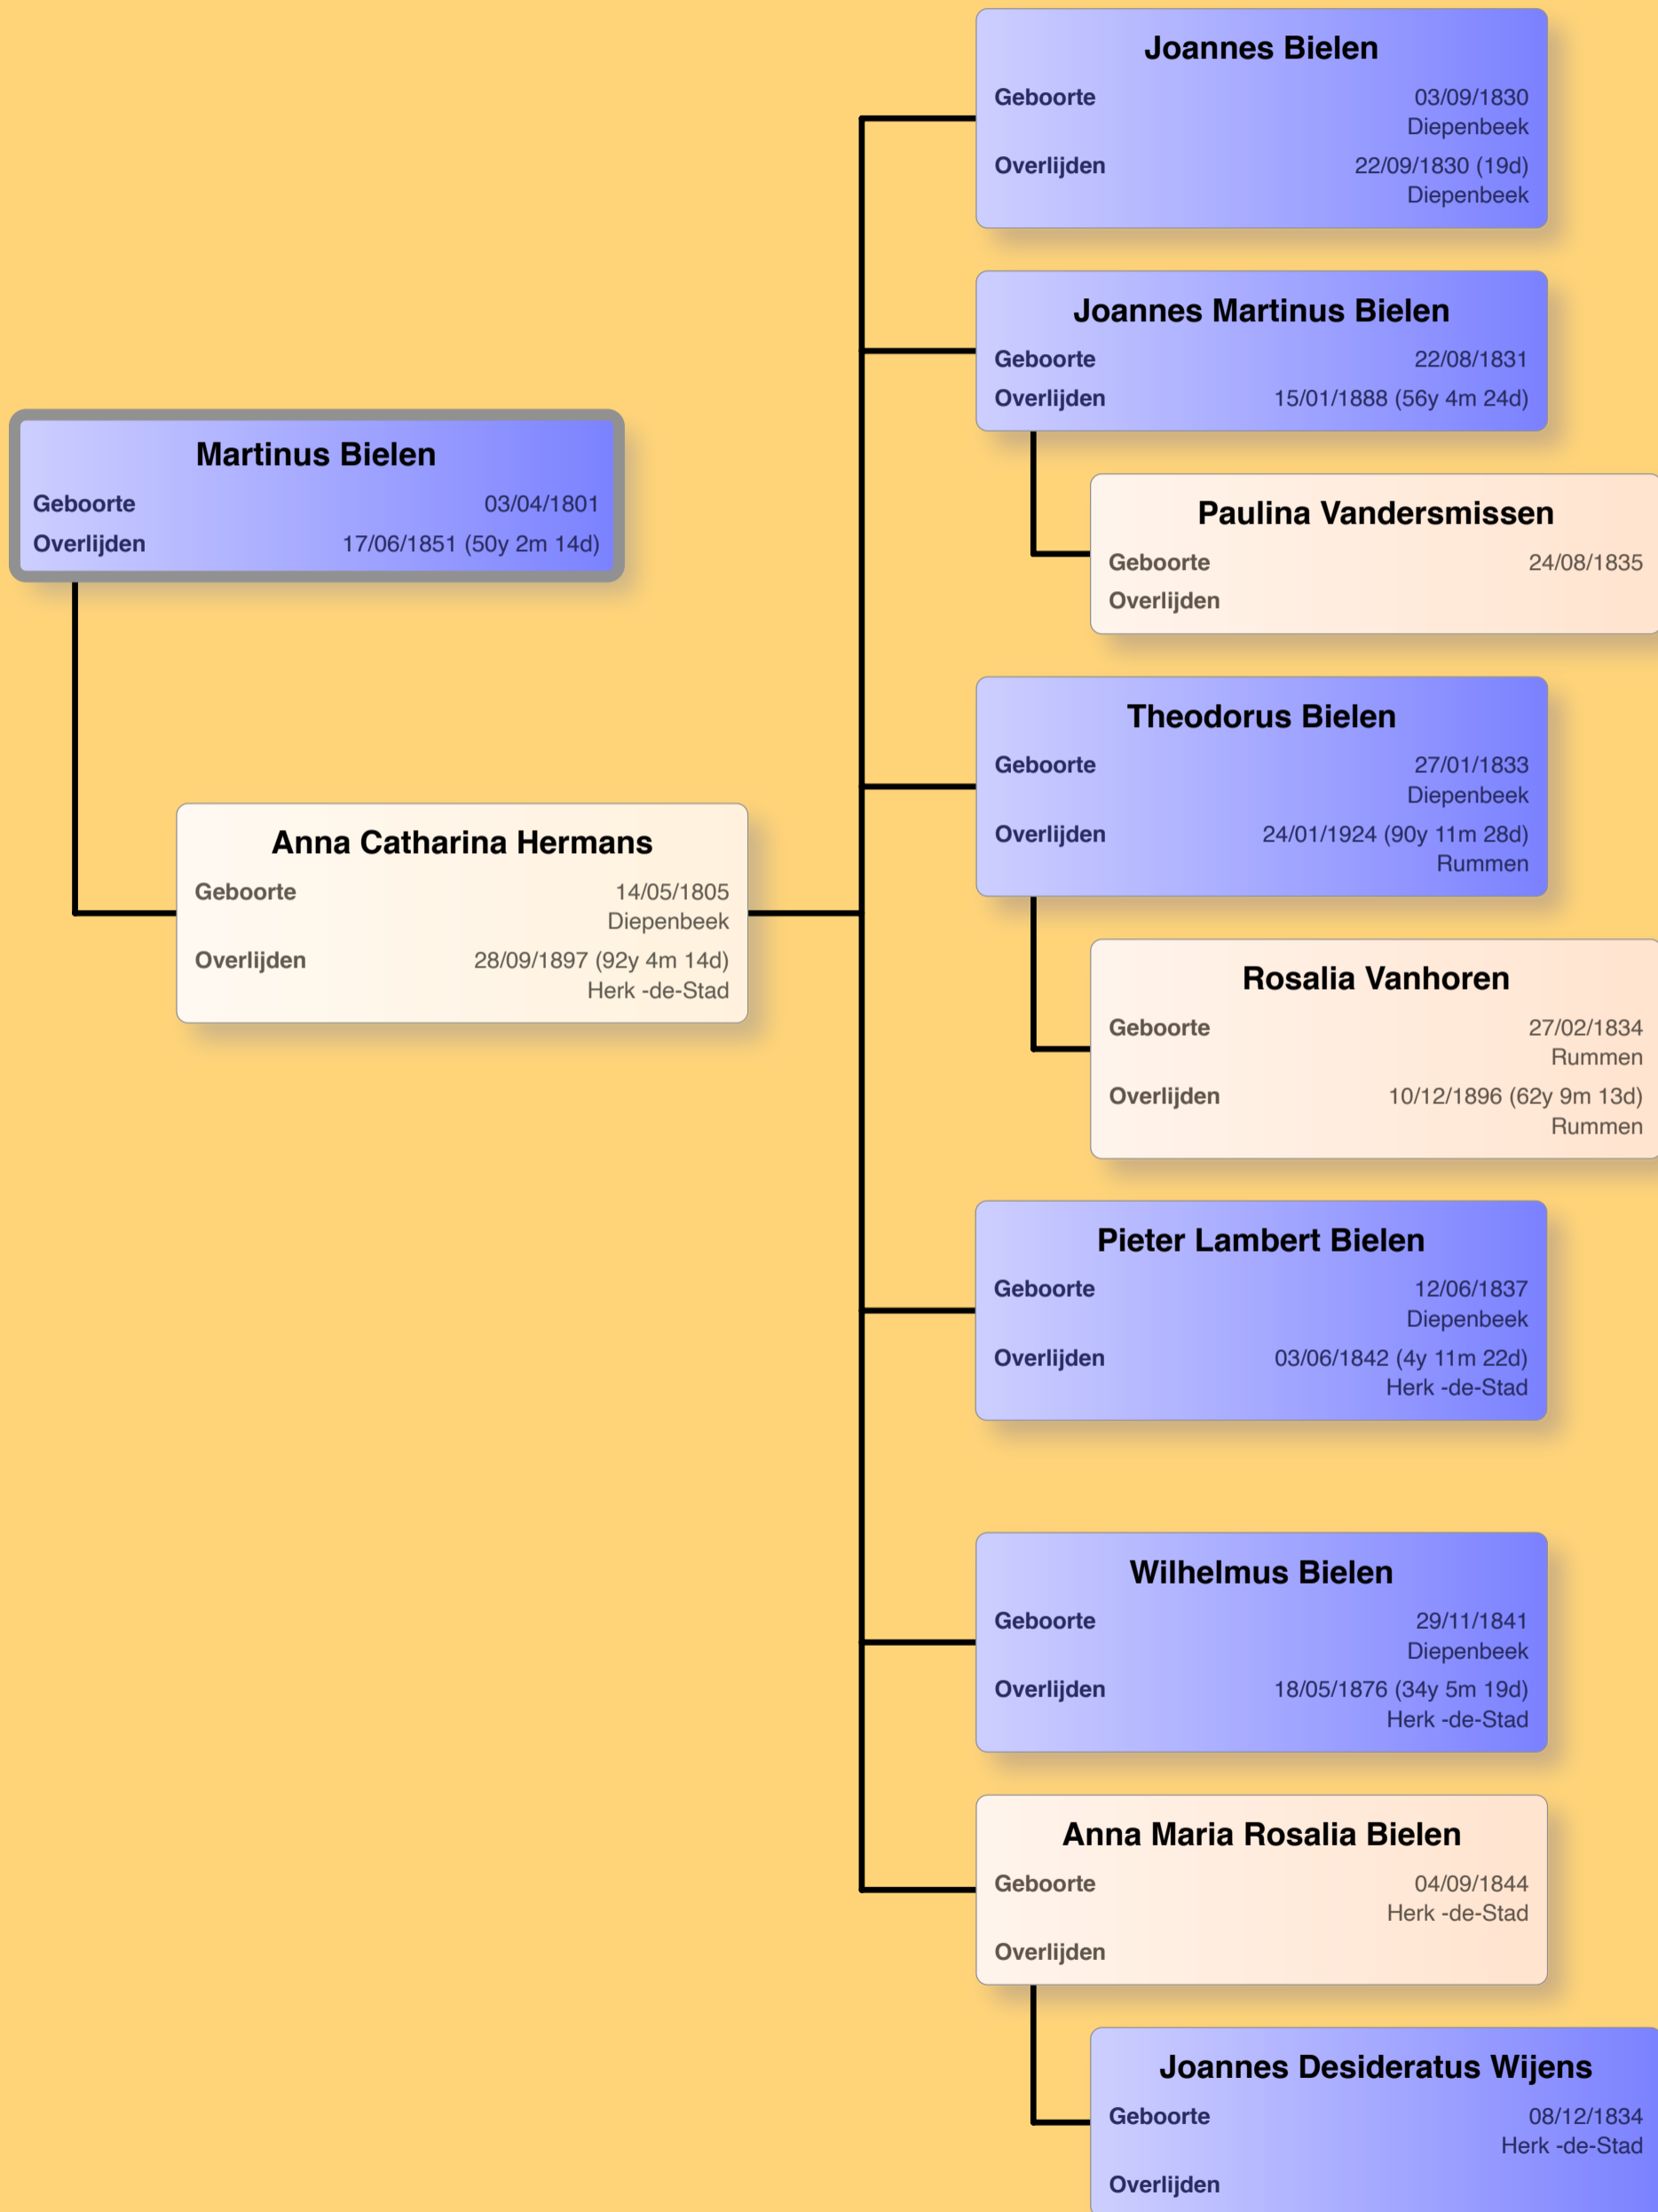 Joannes Bielen
Geboorte 03/09/1830
Diepenbeek
Overlijden 22/09/1830 (19d)
Diepenbeek
Joannes Martinus Bielen
Geboorte 22/08/1831
Overlijden 15/01/1888 (56y 4m 24d)
Martinus Bielen
Geboorte 03/04/1801
Overlijden 17/06/1851 (50y 2m 14d)
Paulina Vandersmissen
Geboorte 24/08/1835
Overlijden
Theodorus Bielen
Geboorte 27/01/1833
Diepenbeek
Overlijden 24/01/1924 (90y 11m 28d)
Rummen
Anna Catharina Hermans
Geboorte 14/05/1805
Diepenbeek
Overlijden 28/09/1897 (92y 4m 14d)
Herk -de-Stad
Rosalia Vanhoren
Geboorte 27/02/1834
Rummen
Overlijden 10/12/1896 (62y 9m 13d)
Rummen
Pieter Lambert Bielen
Geboorte 12/06/1837
Diepenbeek
Overlijden 03/06/1842 (4y 11m 22d)
Herk -de-Stad
Wilhelmus Bielen
Geboorte 29/11/1841
Diepenbeek
Overlijden 18/05/1876 (34y 5m 19d)
Herk -de-Stad
Anna Maria Rosalia Bielen
Geboorte 04/09/1844
Herk -de-Stad
Overlijden
Joannes Desideratus Wijens
Geboorte 08/12/1834
Herk -de-Stad
Overlijden